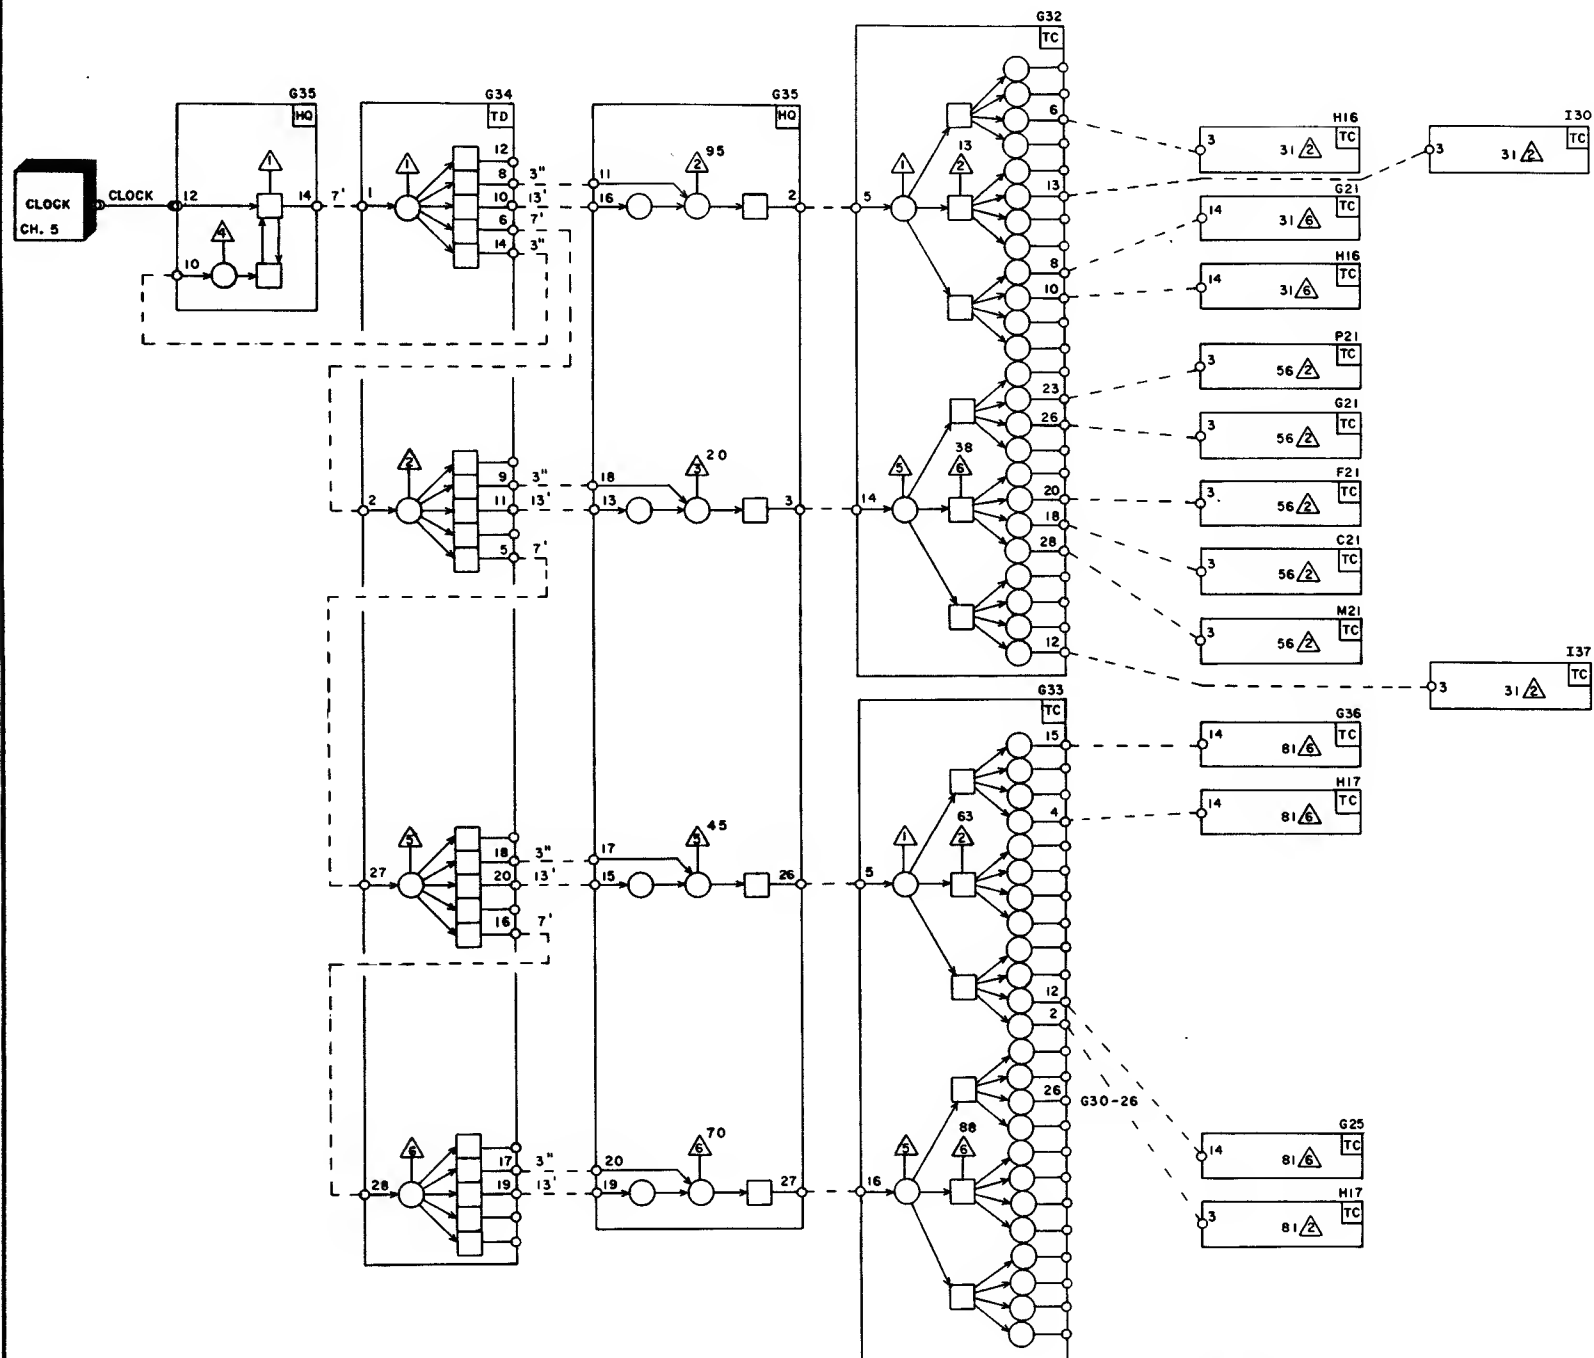 CLOCK
CH. 5
CLOCK
G35
HQ
12
1
14
7'
4
10
G34
TD
1
1
12
8
3"
10
13'
6
7'
14
3"
2
2
9
3"
11
13'
5
7'
27
5
18
3"
20
13'
16
7'
28
6
17
3"
19
13'
G35
HQ
11
16
2
95
2
18
13
3
20
3
17
15
5
45
26
20
19
6
70
27
G32
TC
5
1
2
13
6
13
8
10
14
5
6
38
23
26
20
18
28
12
G33
TC
5
1
2
63
15
4
12
2
16
5
6
88
26
G30-26
H16
TC
3
31 2
I30
TC
3
31 2
G21
TC
14
31 6
H16
TC
14
31 6
P21
TC
3
56 2
G21
TC
3
56 2
F21
TC
3
56 2
C21
TC
3
56 2
M21
TC
3
56 2
I37
TC
3
31 2
G36
TC
14
81 6
H17
TC
14
81 6
G25
TC
14
81 6
H17
TC
3
81 2